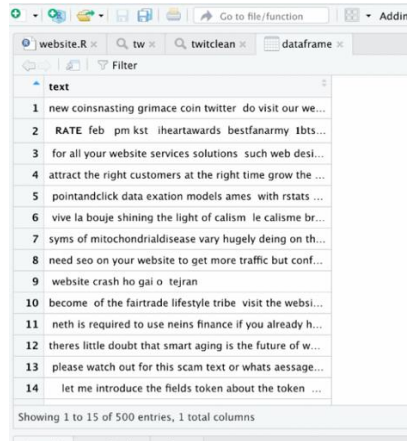 Go to file/function
Addin
website.R
tw
twitclean
dataframe
Filter
text
1 new coinsnasting grimace coin twitter do visit our we...
2 RATE feb pm kst iheartawards bestfanarmy 1bts...
3 for all your website services solutions such web desi...
4 attract the right customers at the right time grow the ...
5 pointandclick data exation models ames with rstats ...
6 vive la bouje shining the light of calism le calisme br...
7 syms of mitochondrialdisease vary hugely deing on th...
8 need seo on your website to get more traffic but conf...
9 website crash ho gai o tejran
10 become of the fairtrade lifestyle tribe visit the websi...
11 neth is required to use neins finance if you already h...
12 theres little doubt that smart aging is the future of w...
13 please watch out for this scam text or whats aessage...
14 let me introduce the fields token about the token ...
Showing 1 to 15 of 500 entries, 1 total columns